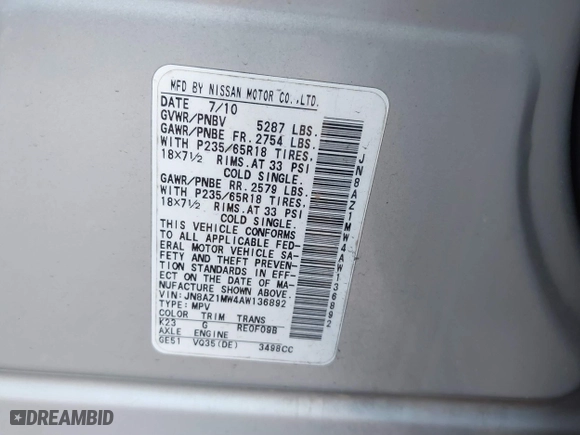 MFD BY NISSAN MOTOR CO.,LTD.
DATE 7/10
GVWR/PNBV 5287 LBS.
GAWR/PNBE FR. 2754 LBS.
WITH P235/65R18 TIRES.
18X7½ RIMS.AT 33 PSI
COLD SINGLE.
GAWR/PNBE RR. 2579 LBS.
WITH P235/65R18 TIRES.
18X7½ RIMS.AT 33 PSI
COLD SINGLE.
THIS VEHICLE CONFORMS
TO ALL APPLICABLE FED-
ERAL MOTOR VEHICLE SA-
FETY AND THEFT PREVEN-
TION STANDARDS IN EFF-
ECT ON THE DATE OF MA-
NUFACTURE SHOWN ABOVE.
VIN: JN8AZ1MW4AW136892
TYPE: MPV
COLOR TRIM TRANS
K23 G RE0F09B
AXLE ENGINE
GE51 VQ35(DE) 3498CC
JN8AZ1MW4AW136892
DREAMBID